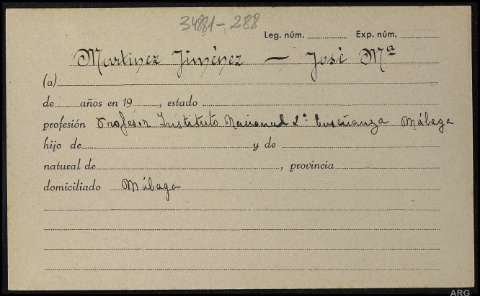 34881-288
Leg. núm. Exp. núm.
Martinez Jiménez — José Mª
(a)
de años en 19 , estado
profesión Profesor Instituto Nacional 2ª Enseñanza Málaga
hijo de y de
natural de , provincia
domiciliado Málaga
ARG